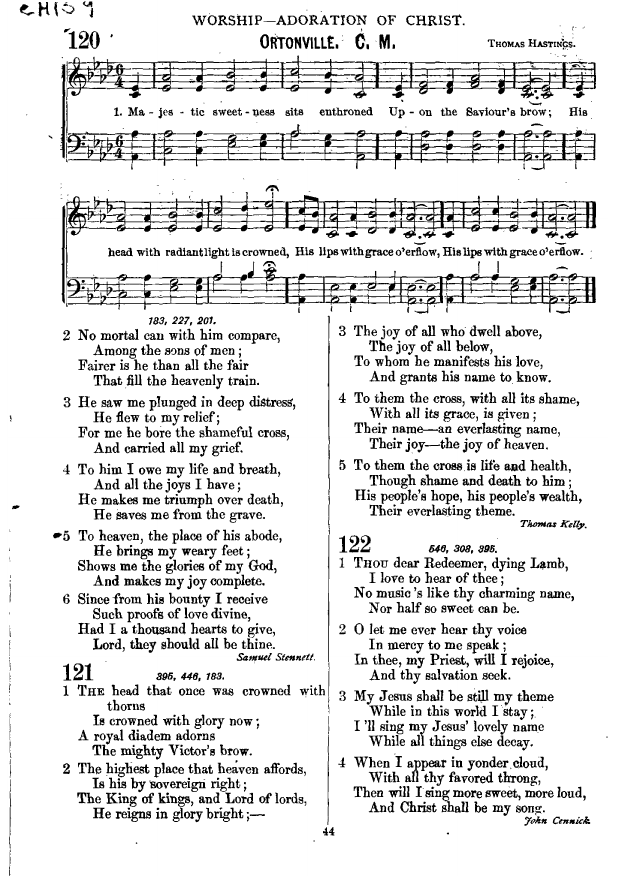 CH159
WORSHIP—ADORATION OF CHRIST.
120
ORTONVILLE. C. M.
THOMAS HASTINGS.
1. Ma - jes - tic sweet - ness sits enthroned Up - on the Saviour's brow; His
head with radiant light is crowned, His lips with grace o'erflow, His lips with grace o'erflow.
183, 227, 201.
2 No mortal can with him compare,
Among the sons of men;
Fairer is he than all the fair
That fill the heavenly train.
3 He saw me plunged in deep distress,
He flew to my relief;
For me he bore the shameful cross,
And carried all my grief.
4 To him I owe my life and breath,
And all the joys I have;
He makes me triumph over death,
He saves me from the grave.
5 To heaven, the place of his abode,
He brings my weary feet;
Shows me the glories of my God,
And makes my joy complete.
6 Since from his bounty I receive
Such proofs of love divine,
Had I a thousand hearts to give,
Lord, they should all be thine.
Samuel Stennett.
121
395, 446, 183.
1 THE head that once was crowned with
thorns
Is crowned with glory now;
A royal diadem adorns
The mighty Victor's brow.
2 The highest place that heaven affords,
Is his by sovereign right;
The King of kings, and Lord of lords,
He reigns in glory bright;—
3 The joy of all who dwell above,
The joy of all below,
To whom he manifests his love,
And grants his name to know.
4 To them the cross, with all its shame,
With all its grace, is given;
Their name—an everlasting name,
Their joy—the joy of heaven.
5 To them the cross is life and health,
Though shame and death to him;
His people's hope, his people's wealth,
Their everlasting theme.
Thomas Kelly.
122
546, 308, 395.
1 THOU dear Redeemer, dying Lamb,
I love to hear of thee;
No music 's like thy charming name,
Nor half so sweet can be.
2 O let me ever hear thy voice
In mercy to me speak;
In thee, my Priest, will I rejoice,
And thy salvation seek.
3 My Jesus shall be still my theme
While in this world I stay;
I 'll sing my Jesus' lovely name
While all things else decay.
4 When I appear in yonder cloud,
With all thy favored throng,
Then will I sing more sweet, more loud,
And Christ shall be my song.
John Cennick.
44